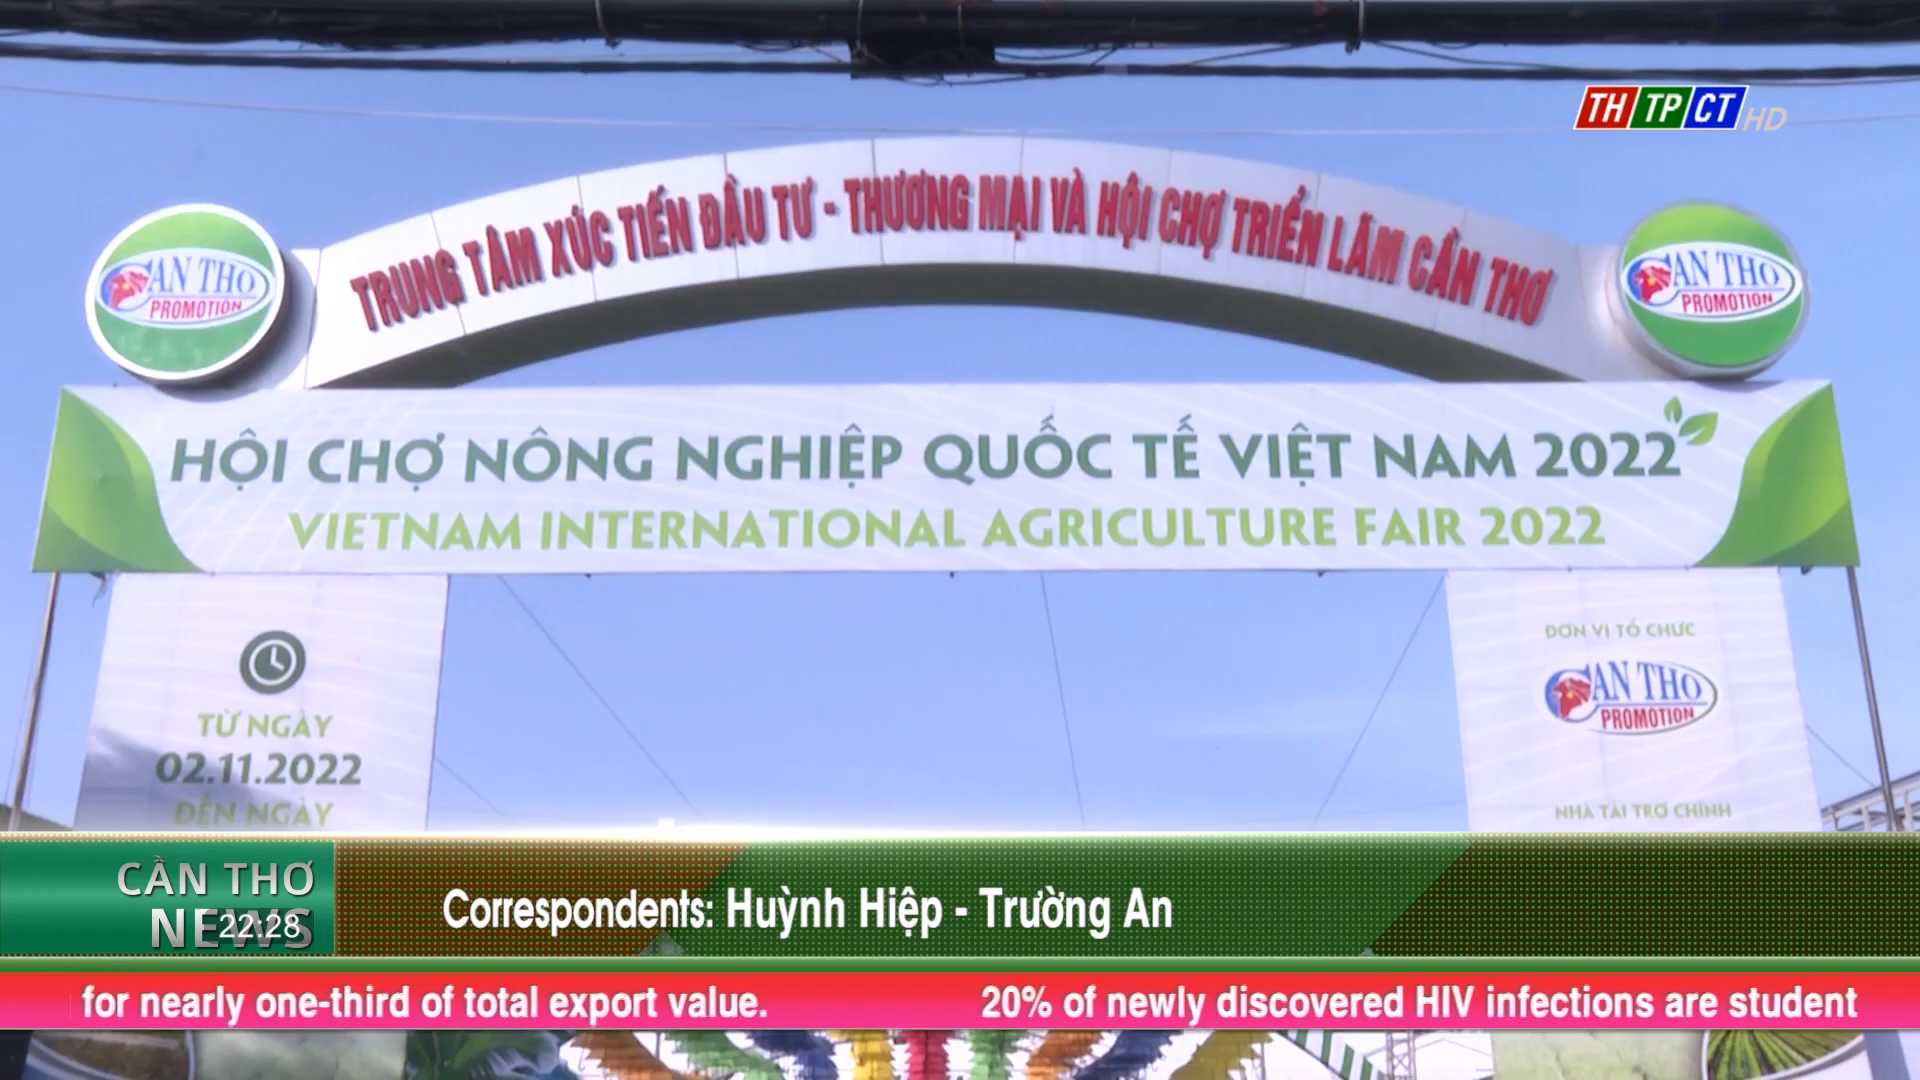 TH TP CT HD
TRUNG TÂM XÚC TIẾN ĐẦU TƯ - THƯƠNG MẠI VÀ HỘI CHỢ TRIỂN LÃM CẦN THƠ
CAN THO
PROMOTION
CAN THO
PROMOTION
HỘI CHỢ NÔNG NGHIỆP QUỐC TẾ VIỆT NAM 2022
VIETNAM INTERNATIONAL AGRICULTURE FAIR 2022
TỪ NGÀY
02.11.2022
ĐẾN NGÀY
ĐƠN VỊ TỔ CHỨC
CAN THO
PROMOTION
NHÀ TÀI TRỢ CHÍNH
CẦN THƠ
NEWS
22:28
Correspondents: Huỳnh Hiệp - Trường An
for nearly one-third of total export value. 20% of newly discovered HIV infections are student